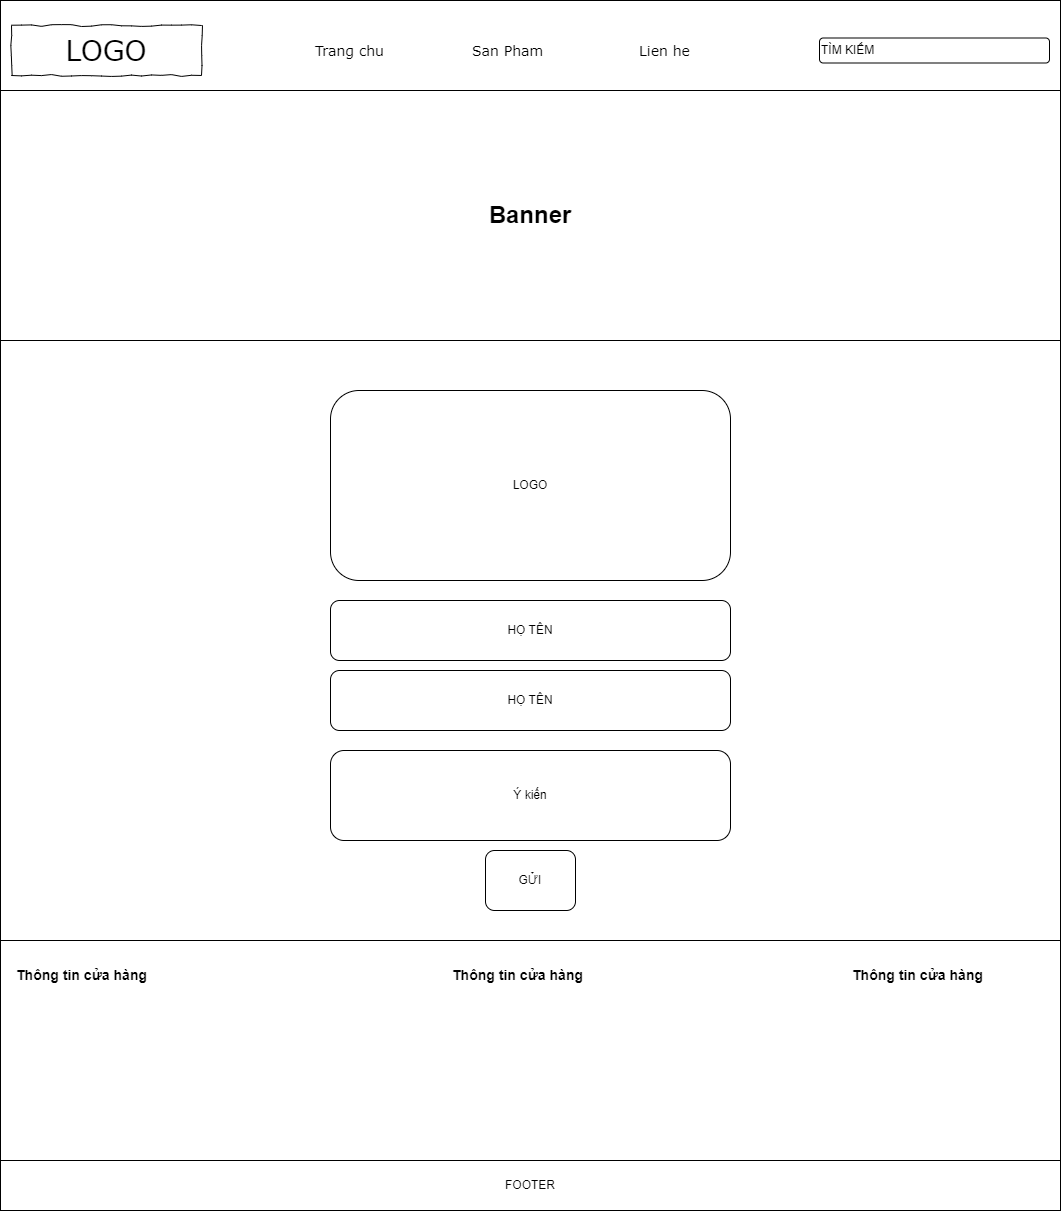 LOGO
Trang chu
San Pham
Lien he
TÌM KIẾM
Banner
LOGO
HỌ TÊN
HỌ TÊN
Ý kiến
GỬI
Thông tin cửa hàng
Thông tin cửa hàng
Thông tin cửa hàng
FOOTER